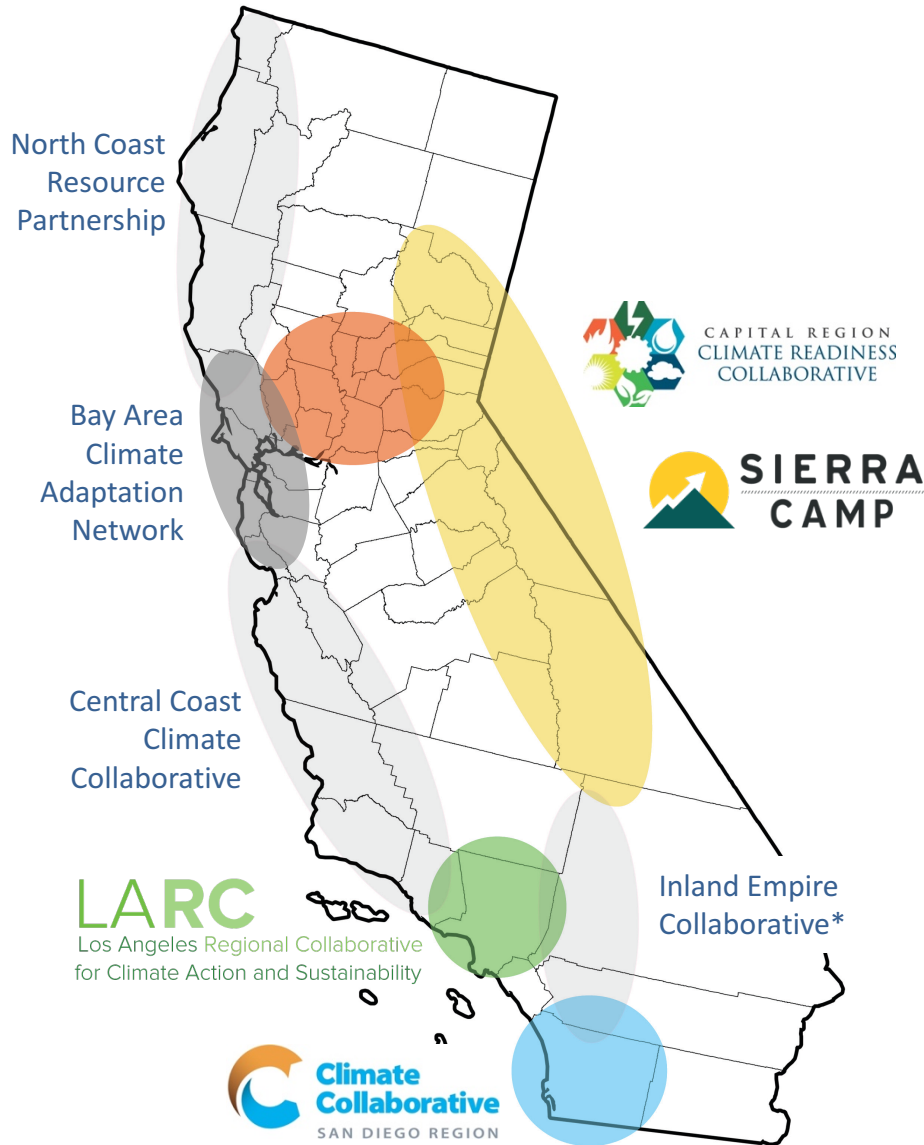 North Coast
Resource
Partnership
CAPITAL REGION
CLIMATE READINESS
COLLABORATIVE
Bay Area
Climate
Adaptation
Network
SIERRA
CAMP
Central Coast
Climate
Collaborative
LARC
Los Angeles Regional Collaborative
for Climate Action and Sustainability
Inland Empire
Collaborative*
Climate
Collaborative
SAN DIEGO REGION